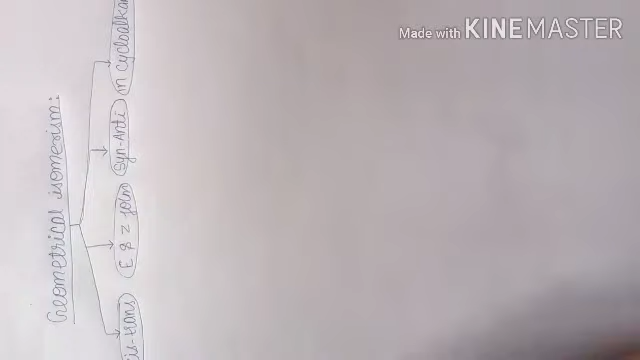 Geometrical isomerism:
cis-trans
E & Z form
Syn-Anti
in cycloalkan
Made with KINEMASTER